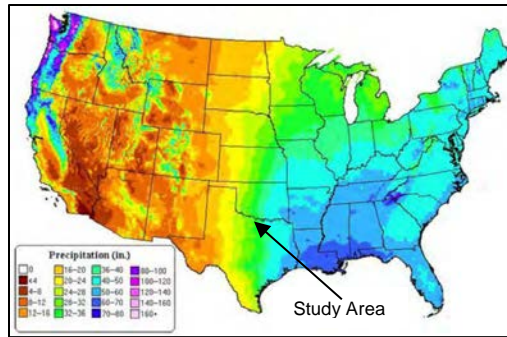 Precipitation (in.)
0 16-20 36-40 80-100
<4 20-24 40-50 100-120
4-8 24-28 50-60 120-140
8-12 28-32 60-70 140-160
12-16 32-36 70-80 160+
Study Area